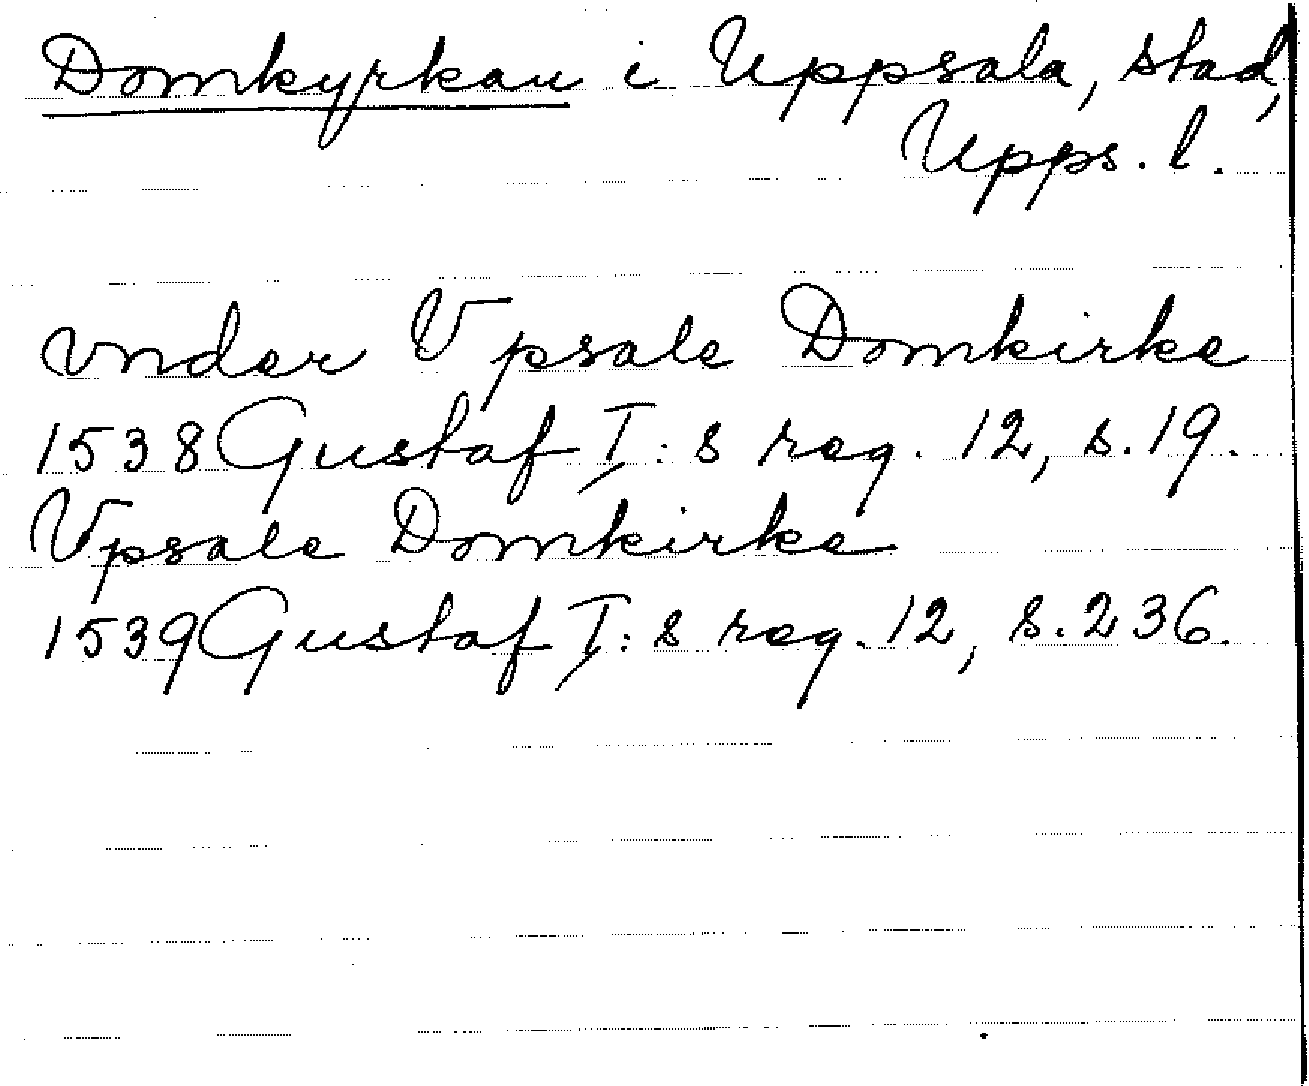 Domkyrkan i Uppsala, stad,
Upps. l.
vnder Vpsale Domkirke
1538 Gustaf I:s reg. 12, s. 19.
Vpsale Domkirke
1539 Gustaf I:s reg. 12, s. 236.